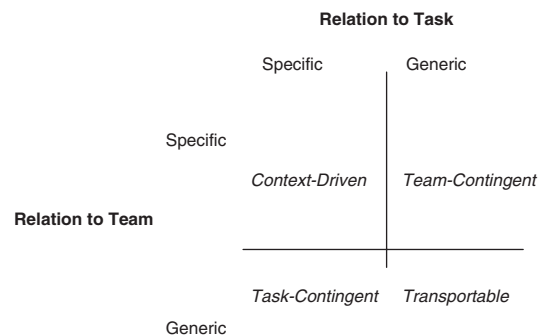 Relation to Task
Specific Generic
Specific
Context-Driven Team-Contingent
Relation to Team
Task-Contingent Transportable
Generic